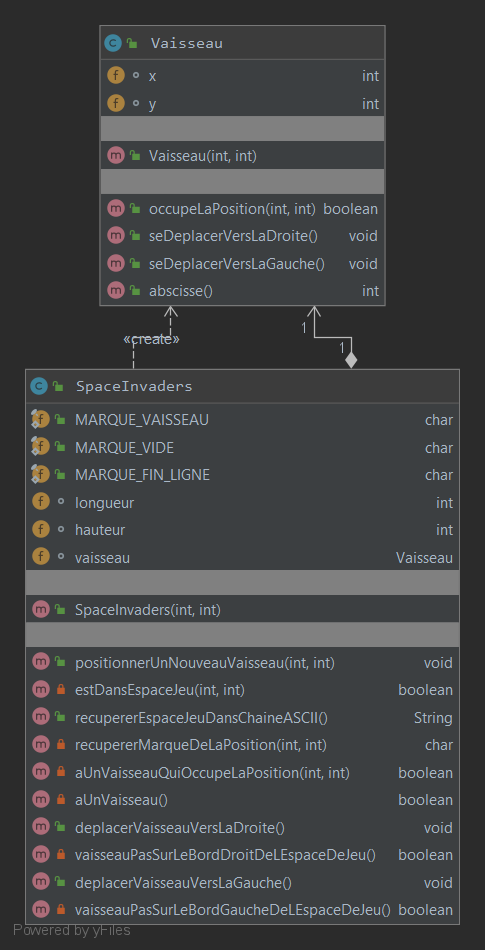 Vaisseau
x int
y int
Vaisseau(int, int)
occupeLaPosition(int, int) boolean
seDeplacerVersLaDroite() void
seDeplacerVersLaGauche() void
abscisse() int
1
«create»
1
SpaceInvaders
MARQUE_VAISSEAU char
MARQUE_VIDE char
MARQUE_FIN_LIGNE char
longueur int
hauteur int
vaisseau Vaisseau
SpaceInvaders(int, int)
positionnerUnNouveauVaisseau(int, int) void
estDansEspaceJeu(int, int) boolean
recupererEspaceJeuDansChaineASCII() String
recupererMarqueDeLaPosition(int, int) char
aUnVaisseauQuiOccupeLaPosition(int, int) boolean
aUnVaisseau() boolean
deplacerVaisseauVersLaDroite() void
vaisseauPasSurLeBordDroitDeLEspaceDeJeu() boolean
deplacerVaisseauVersLaGauche() void
vaisseauPasSurLeBordGaucheDeLEspaceDeJeu() boolean
Powered by yFiles